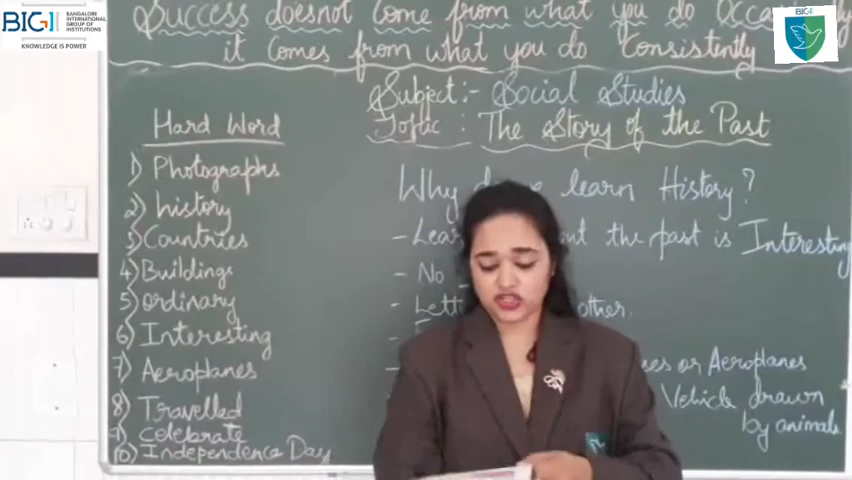 BIGI BANGALORE INTERNATIONAL GROUP OF INSTITUTIONS
KNOWLEDGE IS POWER
BIGI
Success doesnot Come from what you do
it Comes from what you do Consistently
Subject:- Social Studies
Topic : The Story of the Past
Hard Word
1) Photographs
2) history
3) Countries
4) Buildings
5) ordinary
6) Interesting
7) Aeroplanes
8) Travelled
9) celebrate
10) Independence Day
Why learn History?
- the past is Interesting
- No
-
or Aeroplanes
Vehicle drawn
by animals